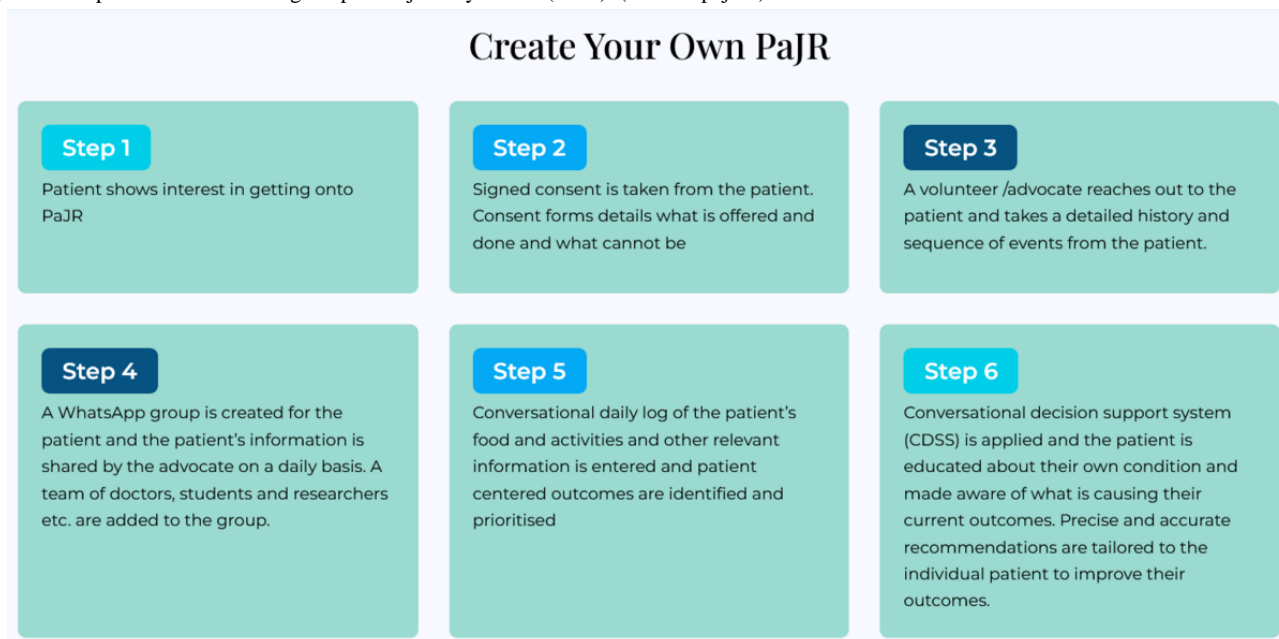 Create Your Own PaJR
Step 1
Patient shows interest in getting onto
PaJR
Step 2
Signed consent is taken from the patient.
Consent forms details what is offered and
done and what cannot be
Step 3
A volunteer /advocate reaches out to the
patient and takes a detailed history and
sequence of events from the patient.
Step 4
A WhatsApp group is created for the
patient and the patient's information is
shared by the advocate on a daily basis. A
team of doctors, students and researchers
etc. are added to the group.
Step 5
Conversational daily log of the patient's
food and activities and other relevant
information is entered and patient
centered outcomes are identified and
prioritised
Step 6
Conversational decision support system
(CDSS) is applied and the patient is
educated about their own condition and
made aware of what is causing their
current outcomes. Precise and accurate
recommendations are tailored to the
individual patient to improve their
outcomes.